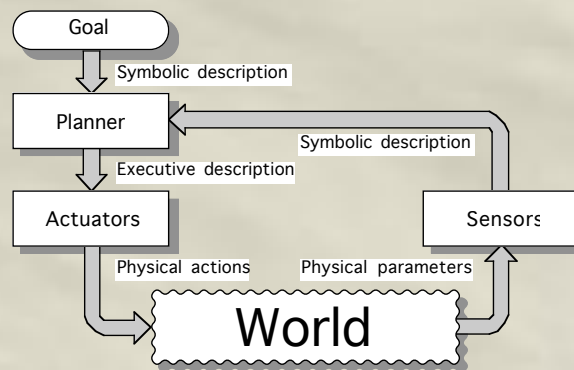 Goal
Symbolic description
Planner
Symbolic description
Executive description
Actuators
Sensors
Physical actions
Physical parameters
World